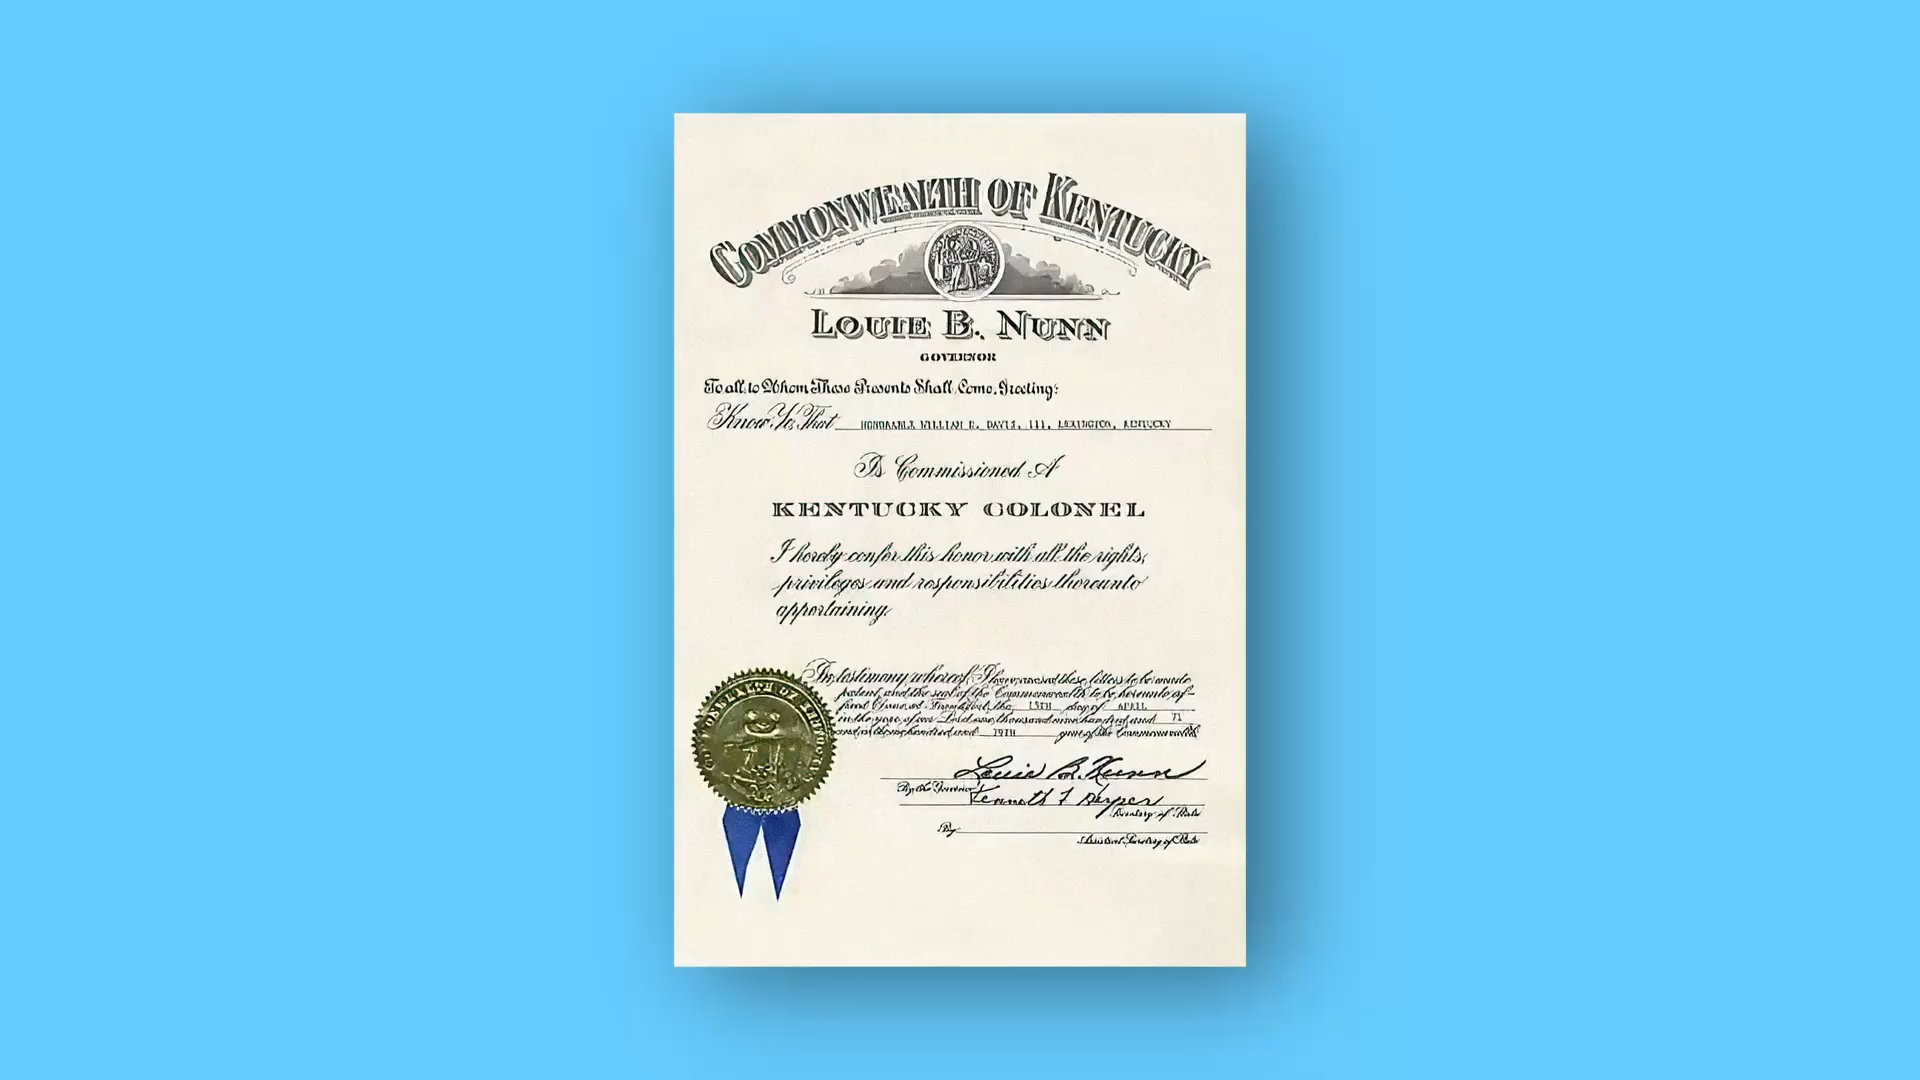 COMMONWEALTH OF KENTUCKY
LOUIE B. NUNN
GOVERNOR
To all to Whom These Presents Shall Come, Greeting:
Know Ye That HONORABLE WILLIAM R. DAVIS, III, LEXINGTON, KENTUCKY
Is Commissioned A
KENTUCKY COLONEL
I hereby confer this honor with all the rights,
privileges and responsibilities thereunto
appertaining.
In testimony whereof, I have caused these letters to be made
patent, and the seal of the Commonwealth to be hereunto af-
fixed. Done at Frankfort, the 15TH day of APRIL
in the year of our Lord one thousand nine hundred and 71
and in the one hundred and 79TH year of the Commonwealth
Louie B. Nunn
By the Governor
Kenneth F Harper
Secretary of State
By
Assistant Secretary of State